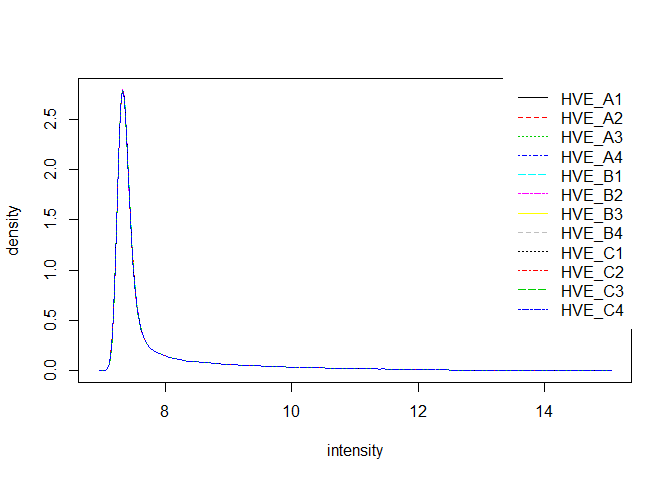 HVE_A1
HVE_A2
HVE_A3
HVE_A4
HVE_B1
HVE_B2
HVE_B3
HVE_B4
HVE_C1
HVE_C2
HVE_C3
HVE_C4
density
2.5
2.0
1.5
1.0
0.5
0.0
8 10 12 14
intensity